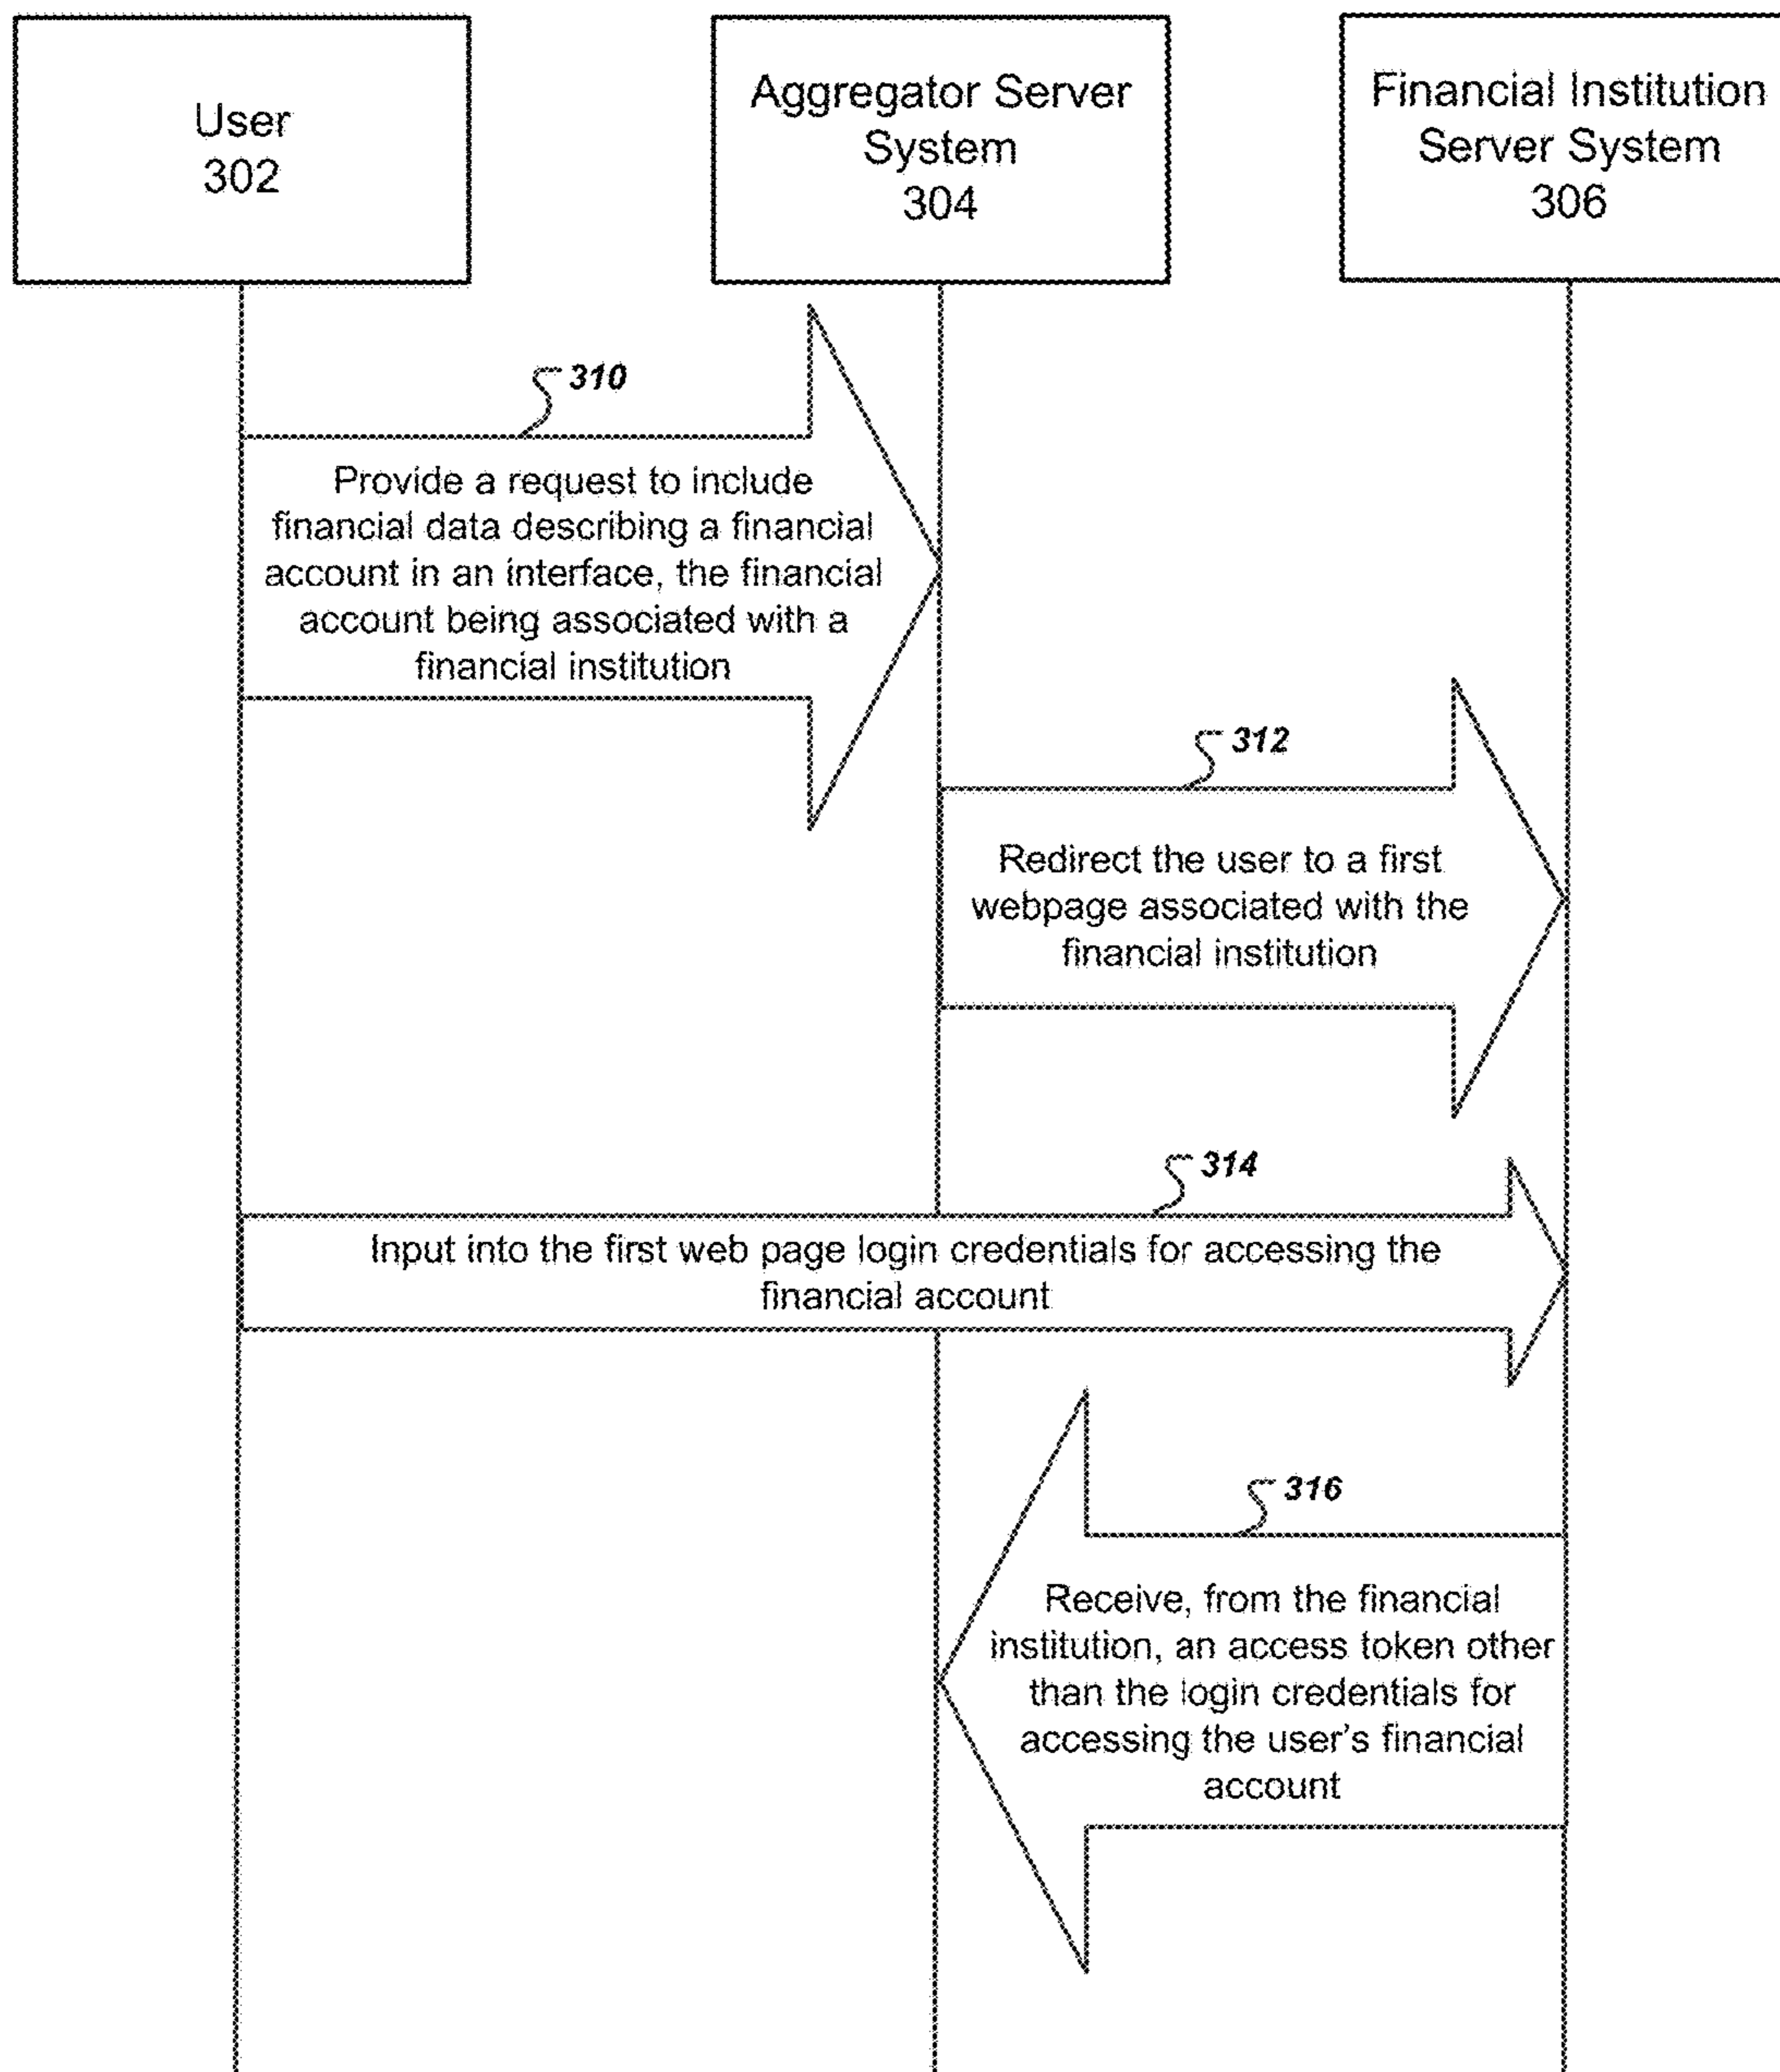 User
302
Aggregator Server
System
304
Financial Institution
Server System
306
310
Provide a request to include
financial data describing a financial
account in an interface, the financial
account being associated with a
financial institution
312
Redirect the user to a first
webpage associated with the
financial institution
314
Input into the first web page login credentials for accessing the
financial account
316
Receive, from the financial
institution, an access token other
than the login credentials for
accessing the user's financial
account